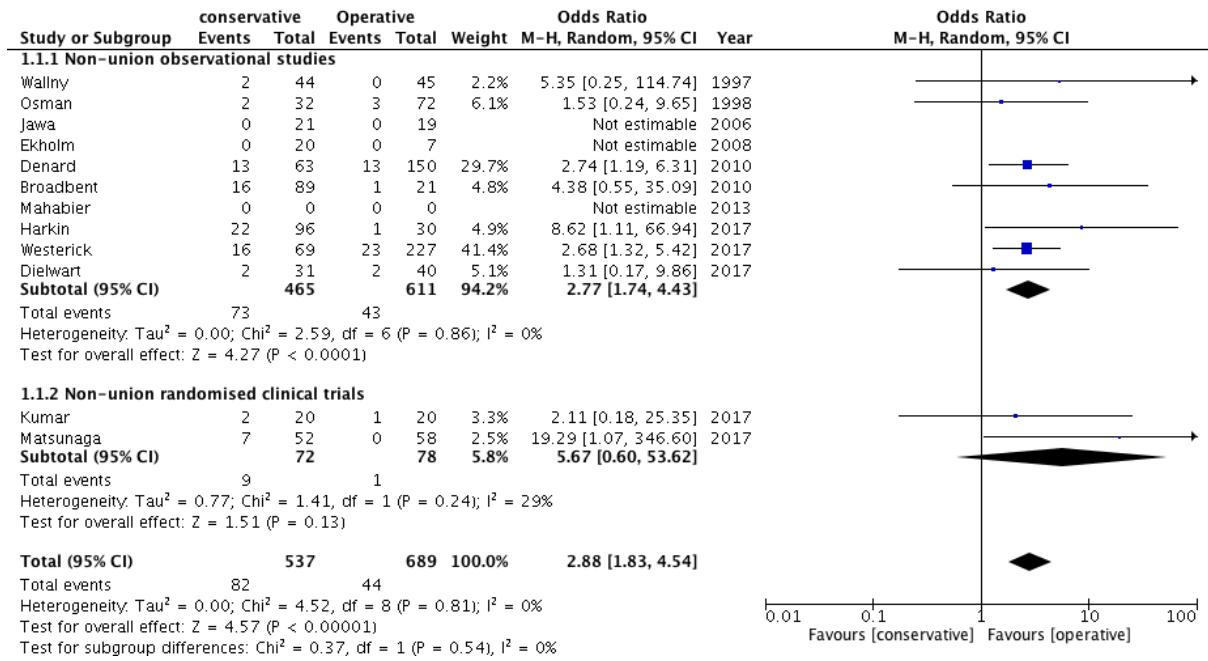 conservative Operative Odds Ratio Odds Ratio
Study or Subgroup Events Total Events Total Weight M-H, Random, 95% CI Year M-H, Random, 95% CI
1.1.1 Non-union observational studies
Wallny 2 44 0 45 2.2% 5.35 [0.25, 114.74] 1997
Osman 2 32 3 72 6.1% 1.53 [0.24, 9.65] 1998
Jawa 0 21 0 19 Not estimable 2006
Ekholm 0 20 0 7 Not estimable 2008
Denard 13 63 13 150 29.7% 2.74 [1.19, 6.31] 2010
Broadbent 16 89 1 21 4.8% 4.38 [0.55, 35.09] 2010
Mahabier 0 0 0 0 Not estimable 2013
Harkin 22 96 1 30 4.9% 8.62 [1.11, 66.94] 2017
Westerick 16 69 23 227 41.4% 2.68 [1.32, 5.42] 2017
Dielwart 2 31 2 40 5.1% 1.31 [0.17, 9.86] 2017
Subtotal (95% CI) 465 611 94.2% 2.77 [1.74, 4.43]
Total events 73 43
Heterogeneity: Tau² = 0.00; Chi² = 2.59, df = 6 (P = 0.86); I² = 0%
Test for overall effect: Z = 4.27 (P < 0.0001)
1.1.2 Non-union randomised clinical trials
Kumar 2 20 1 20 3.3% 2.11 [0.18, 25.35] 2017
Matsunaga 7 52 0 58 2.5% 19.29 [1.07, 346.60] 2017
Subtotal (95% CI) 72 78 5.8% 5.67 [0.60, 53.62]
Total events 9 1
Heterogeneity: Tau² = 0.77; Chi² = 1.41, df = 1 (P = 0.24); I² = 29%
Test for overall effect: Z = 1.51 (P = 0.13)
Total (95% CI) 537 689 100.0% 2.88 [1.83, 4.54]
Total events 82 44
Heterogeneity: Tau² = 0.00; Chi² = 4.52, df = 8 (P = 0.81); I² = 0%
Test for overall effect: Z = 4.57 (P < 0.00001)
Test for subgroup differences: Chi² = 0.37, df = 1 (P = 0.54), I² = 0%
0.01 0.1 1 10 100
Favours [conservative] Favours [operative]